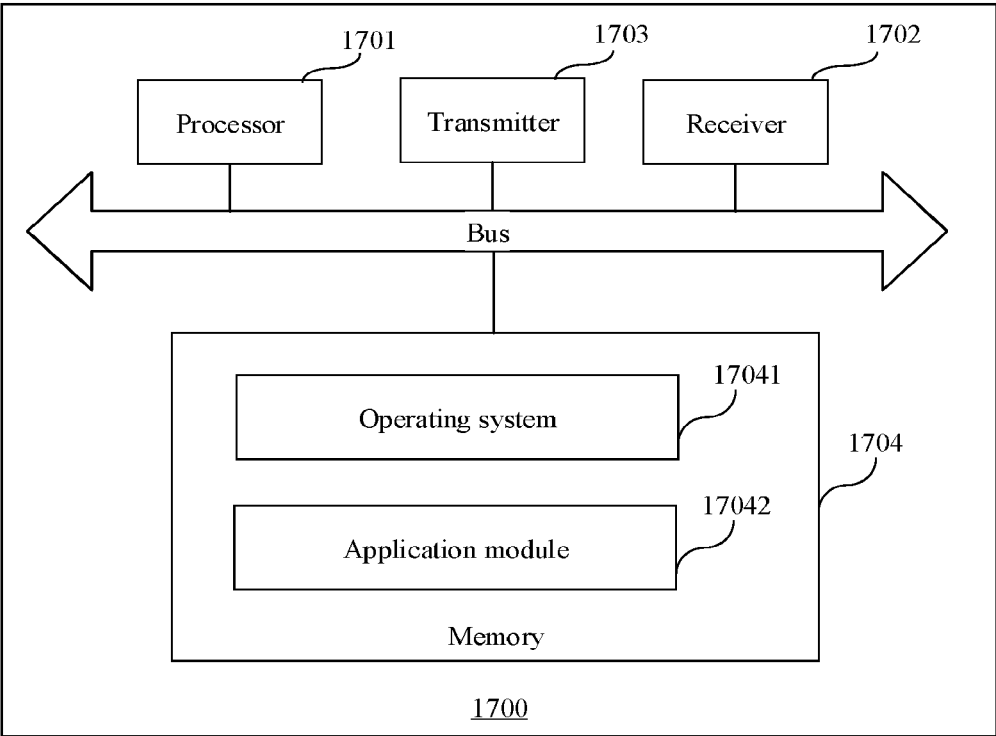 1701
1703
1702
Processor
Transmitter
Receiver
Bus
17041
Operating system
1704
17042
Application module
Memory
1700